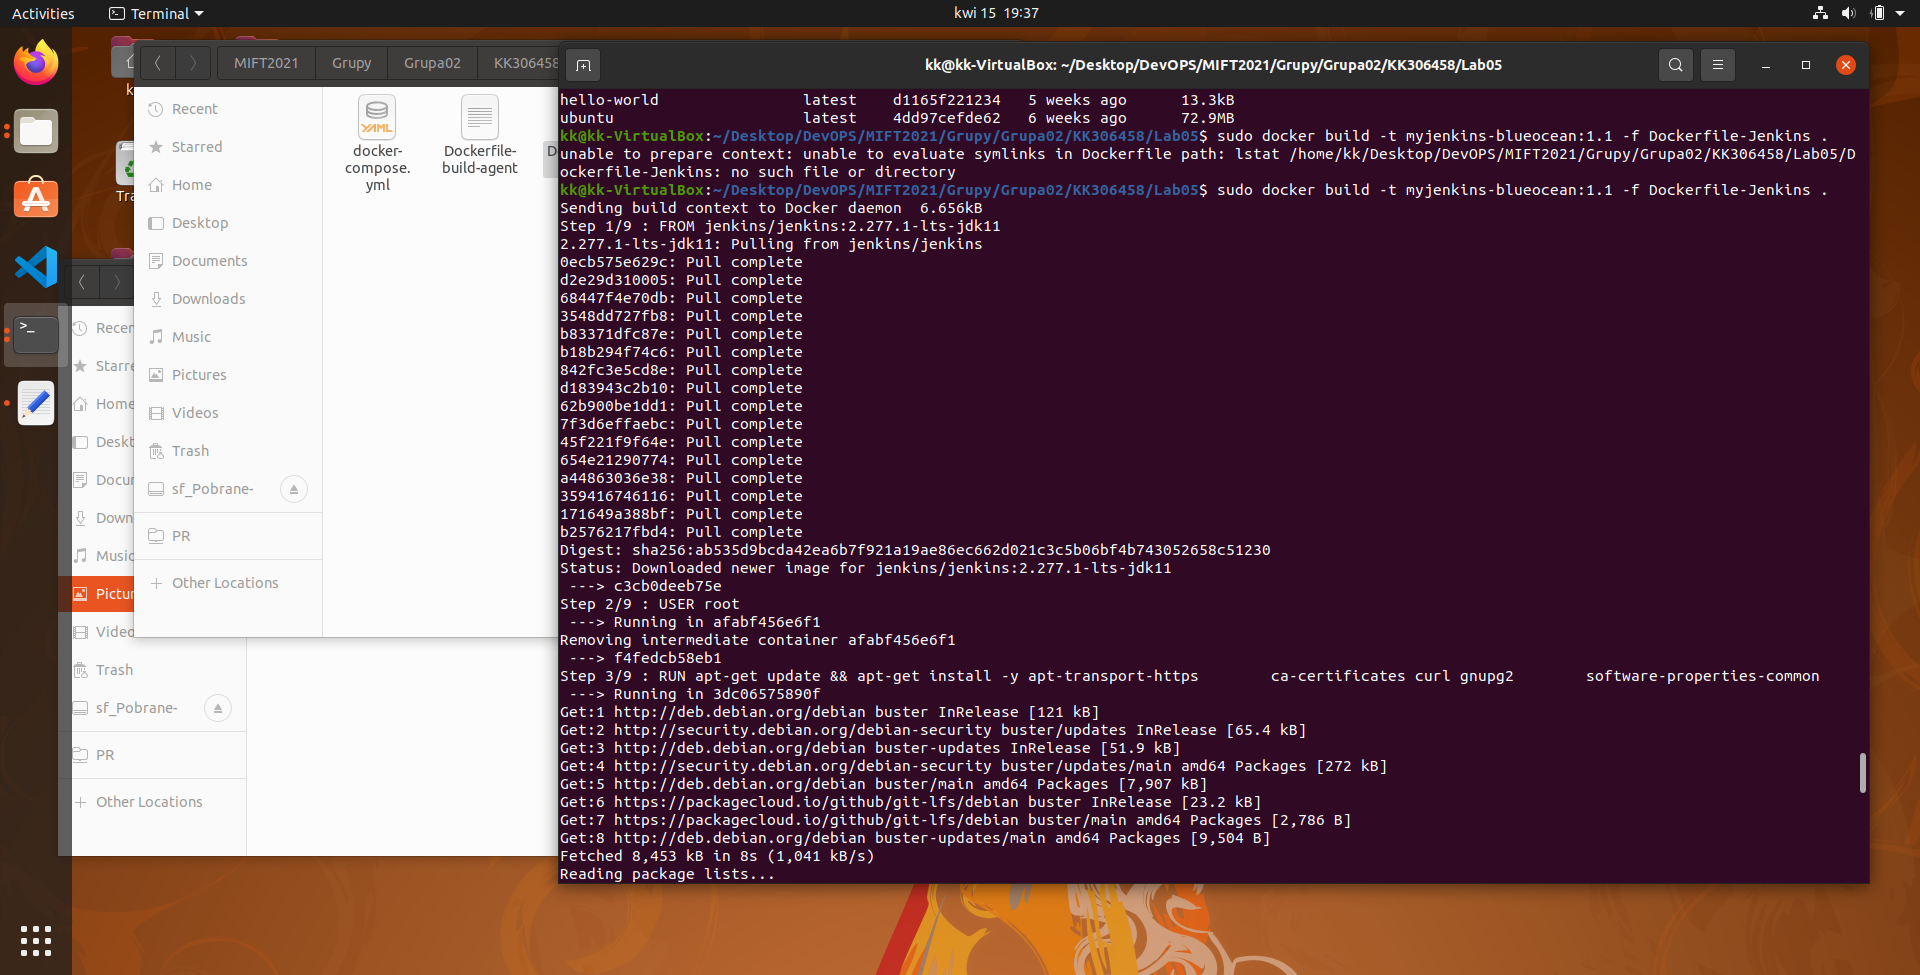 Activities
Terminal
kwi 15 19:37
MIFT2021
Grupy
Grupa02
KK306458
Recent
Starred
Home
Desktop
Documents
Downloads
Music
Pictures
Videos
Trash
sf_Pobrane-
PR
Other Locations
YAML
docker-
compose.
yml
Dockerfile-
build-agent
Trash
sf_Pobrane-
PR
Other Locations
kk@kk-VirtualBox: ~/Desktop/DevOPS/MIFT2021/Grupy/Grupa02/KK306458/Lab05
hello-world latest d1165f221234 5 weeks ago 13.3kB
ubuntu latest 4dd97cefde62 6 weeks ago 72.9MB
kk@kk-VirtualBox:~/Desktop/DevOPS/MIFT2021/Grupy/Grupa02/KK306458/Lab05$ sudo docker build -t myjenkins-blueocean:1.1 -f Dockerfile-Jenkins .
unable to prepare context: unable to evaluate symlinks in Dockerfile path: lstat /home/kk/Desktop/DevOPS/MIFT2021/Grupy/Grupa02/KK306458/Lab05/D
ockerfile-Jenkins: no such file or directory
kk@kk-VirtualBox:~/Desktop/DevOPS/MIFT2021/Grupy/Grupa02/KK306458/Lab05$ sudo docker build -t myjenkins-blueocean:1.1 -f Dockerfile-Jenkins .
Sending build context to Docker daemon 6.656kB
Step 1/9 : FROM jenkins/jenkins:2.277.1-lts-jdk11
2.277.1-lts-jdk11: Pulling from jenkins/jenkins
0ecb575e629c: Pull complete
d2e29d310005: Pull complete
68447f4e70db: Pull complete
3548dd727fb8: Pull complete
b83371dfc87e: Pull complete
b18b294f74c6: Pull complete
842fc3e5cd8e: Pull complete
d183943c2b10: Pull complete
62b900be1dd1: Pull complete
7f3d6effaebc: Pull complete
45f221f9f64e: Pull complete
654e21290774: Pull complete
a44863036e38: Pull complete
359416746116: Pull complete
171649a388bf: Pull complete
b2576217fbd4: Pull complete
Digest: sha256:ab535d9bcda42ea6b7f921a19ae86ec662d021c3c5b06bf4b743052658c51230
Status: Downloaded newer image for jenkins/jenkins:2.277.1-lts-jdk11
---> c3cb0deeb75e
Step 2/9 : USER root
---> Running in afabf456e6f1
Removing intermediate container afabf456e6f1
---> f4fedcb58eb1
Step 3/9 : RUN apt-get update && apt-get install -y apt-transport-https ca-certificates curl gnupg2 software-properties-common
---> Running in 3dc06575890f
Get:1 http://deb.debian.org/debian buster InRelease [121 kB]
Get:2 http://security.debian.org/debian-security buster/updates InRelease [65.4 kB]
Get:3 http://deb.debian.org/debian buster-updates InRelease [51.9 kB]
Get:4 http://security.debian.org/debian-security buster/updates/main amd64 Packages [272 kB]
Get:5 http://deb.debian.org/debian buster/main amd64 Packages [7,907 kB]
Get:6 https://packagecloud.io/github/git-lfs/debian buster InRelease [23.2 kB]
Get:7 https://packagecloud.io/github/git-lfs/debian buster/main amd64 Packages [2,786 B]
Get:8 http://deb.debian.org/debian buster-updates/main amd64 Packages [9,504 B]
Fetched 8,453 kB in 8s (1,041 kB/s)
Reading package lists...